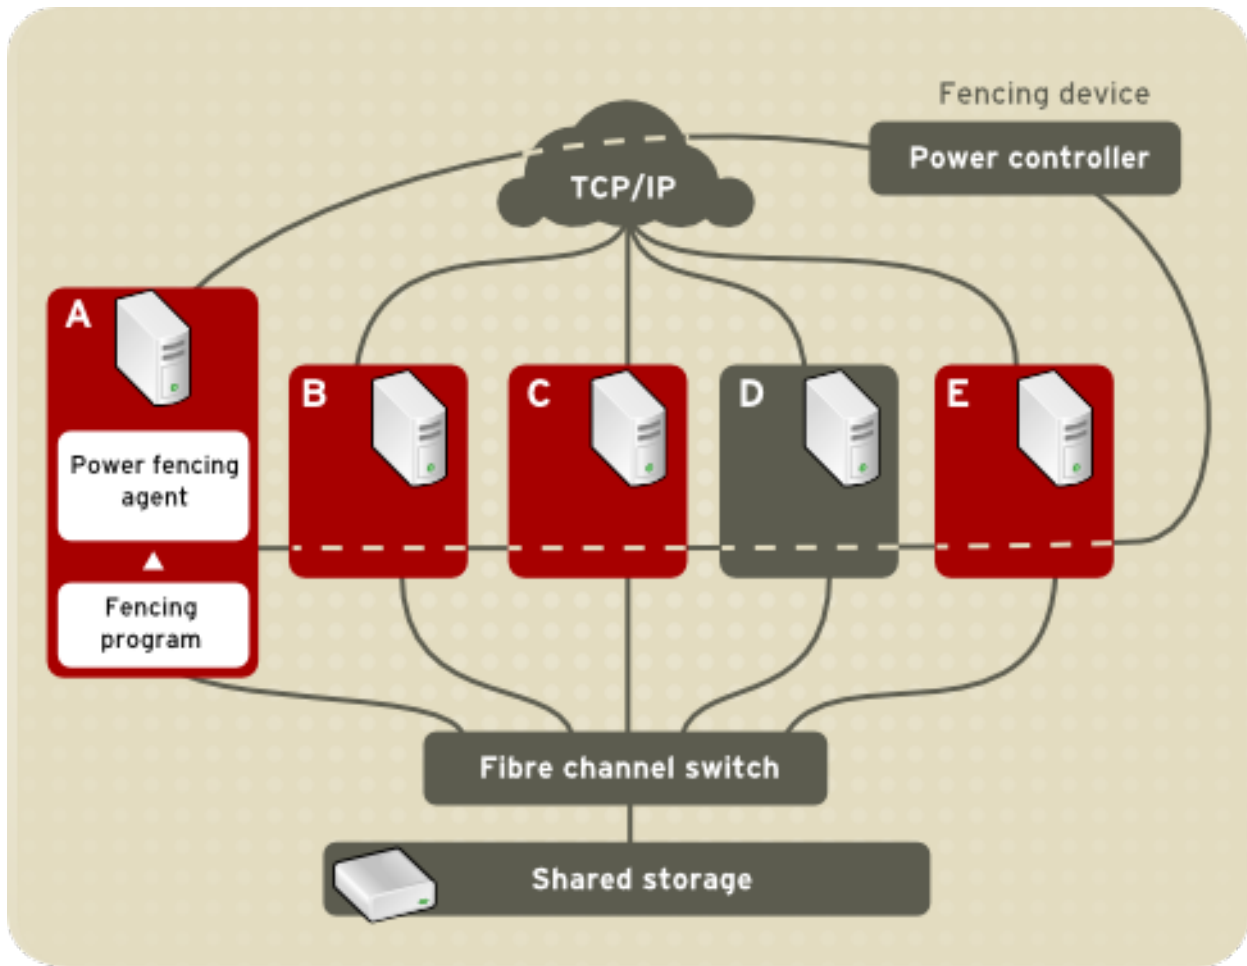 Fencing device
Power controller
TCP/IP
A
Power fencing
agent
Fencing
program
B
C
D
E
Fibre channel switch
Shared storage